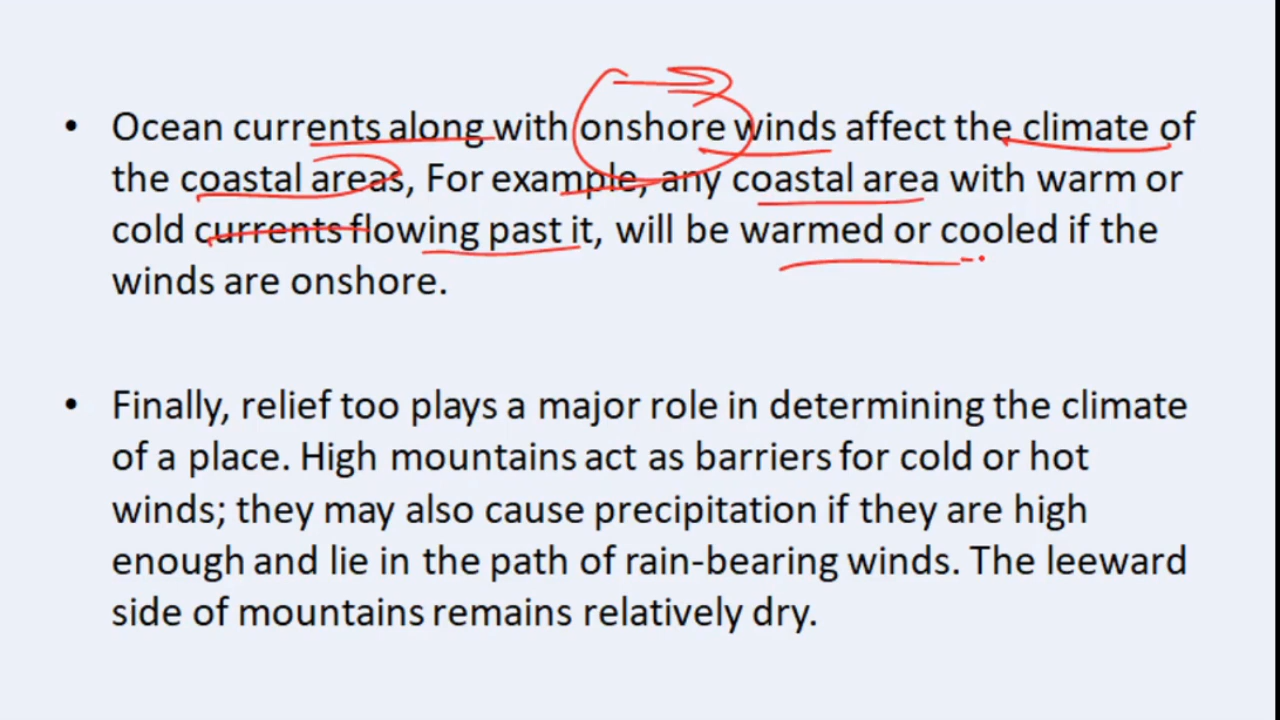 • Ocean currents along with onshore winds affect the climate of
the coastal areas, For example, any coastal area with warm or
cold currents flowing past it, will be warmed or cooled if the
winds are onshore.
• Finally, relief too plays a major role in determining the climate
of a place. High mountains act as barriers for cold or hot
winds; they may also cause precipitation if they are high
enough and lie in the path of rain-bearing winds. The leeward
side of mountains remains relatively dry.